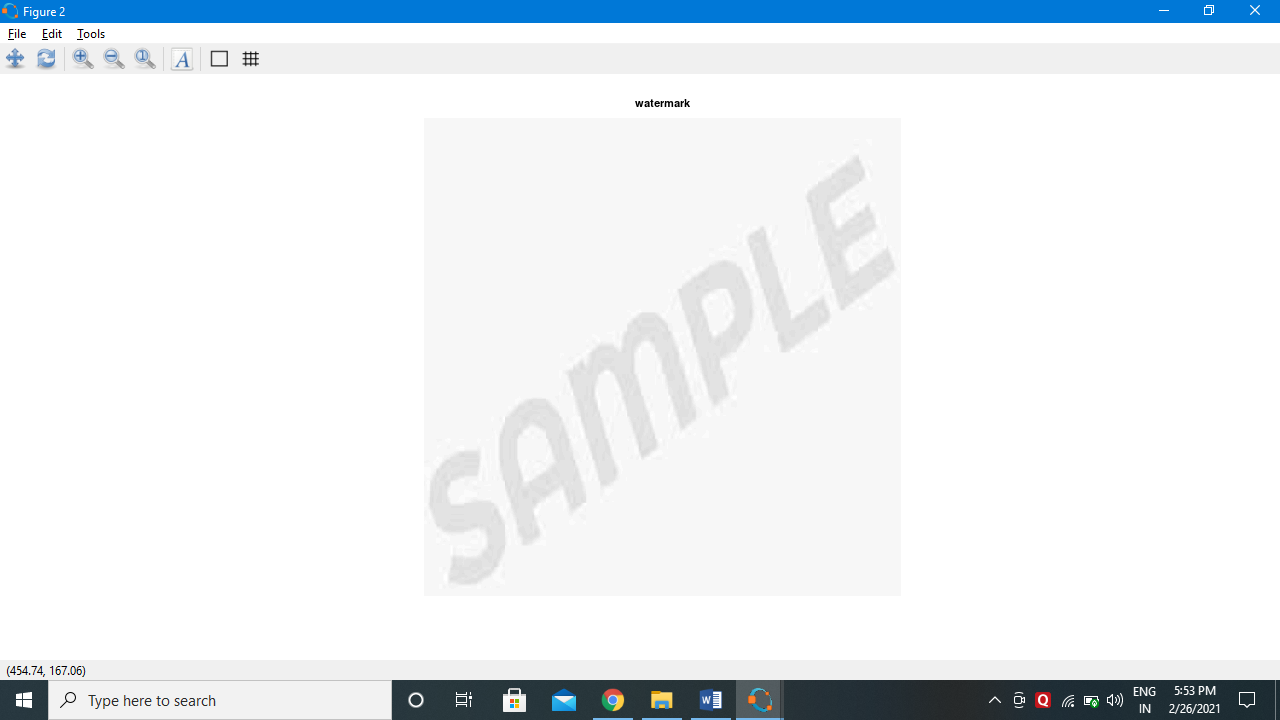 Figure 2
File Edit Tools
1 A
watermark
SAMPLE
(454.74, 167.06)
Type here to search
W
Q
ENG
IN
5:53 PM
2/26/2021